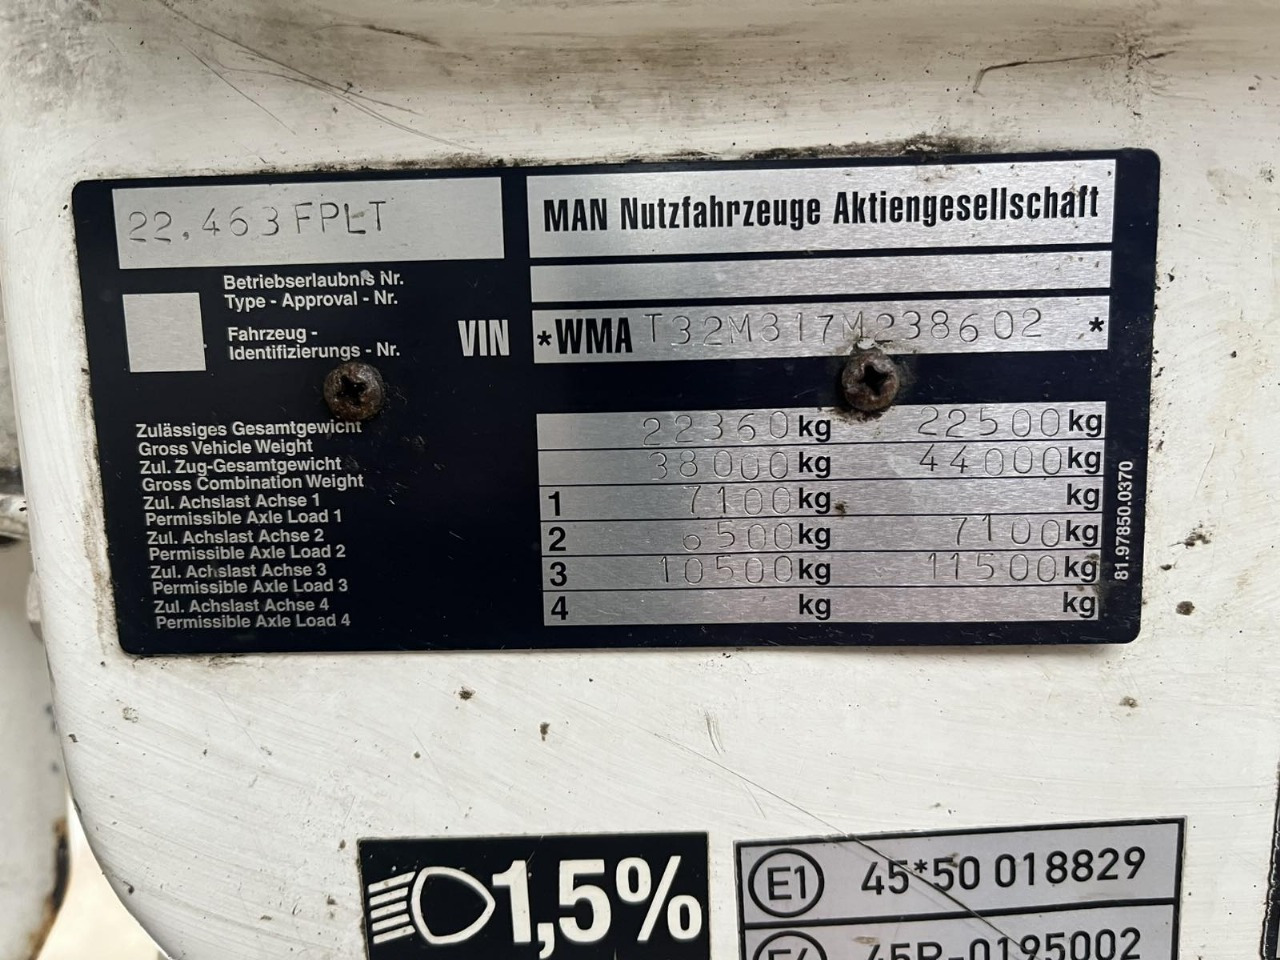 22.463FPLT
MAN Nutzfahrzeuge Aktiengesellschaft
Betriebserlaubnis Nr.
Type - Approval - Nr.
Fahrzeug -
Identifizierungs - Nr.
VIN *WMA T32M317M238602 *
Zulässiges Gesamtgewicht
Gross Vehicle Weight
22360 kg 22500 kg
Zul. Zug-Gesamtgewicht
Gross Combination Weight
38000 kg 44000 kg
Zul. Achslast Achse 1
Permissible Axle Load 1
1 7100 kg kg
Zul. Achslast Achse 2
Permissible Axle Load 2
2 6500 kg 7100 kg
Zul. Achslast Achse 3
Permissible Axle Load 3
3 10500 kg 11500 kg
Zul. Achslast Achse 4
Permissible Axle Load 4
4 kg kg
81.97850.0370
1,5%
E1 45*50 018829
E4 45R-0195002